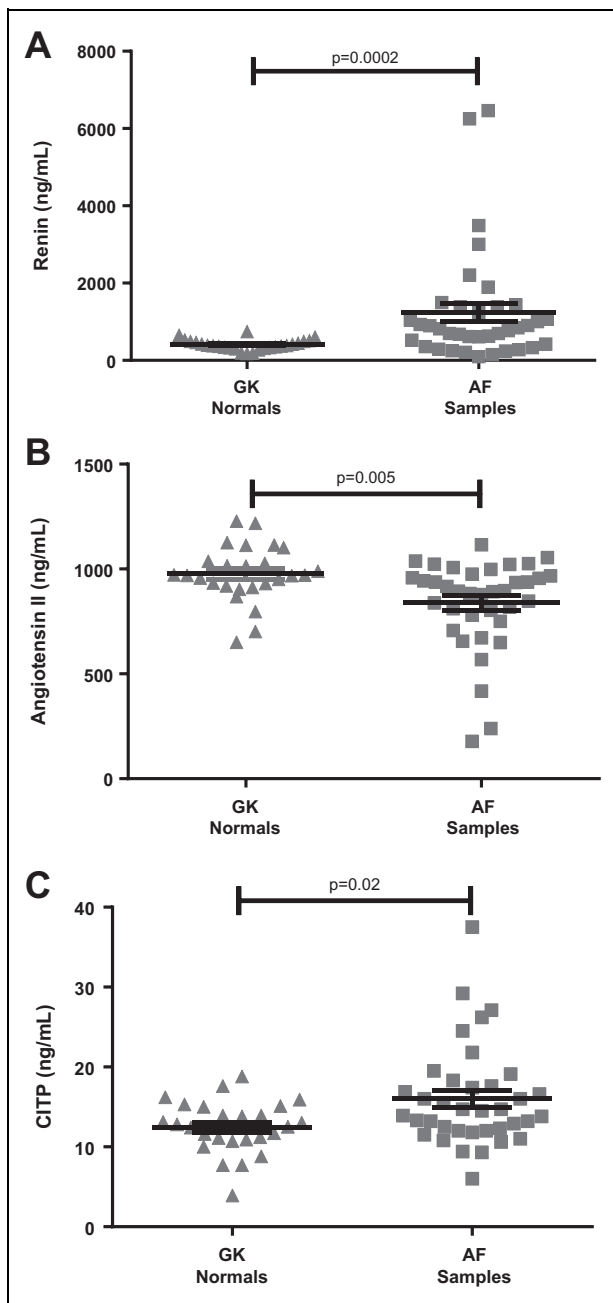 A
p=0.0002
8000
6000
4000
2000
0
Renin (ng/mL)
GK
Normals
AF
Samples
B
p=0.005
1500
1000
500
0
Angiotensin II (ng/mL)
GK
Normals
AF
Samples
C
p=0.02
40
30
20
10
0
CITP (ng/mL)
GK
Normals
AF
Samples